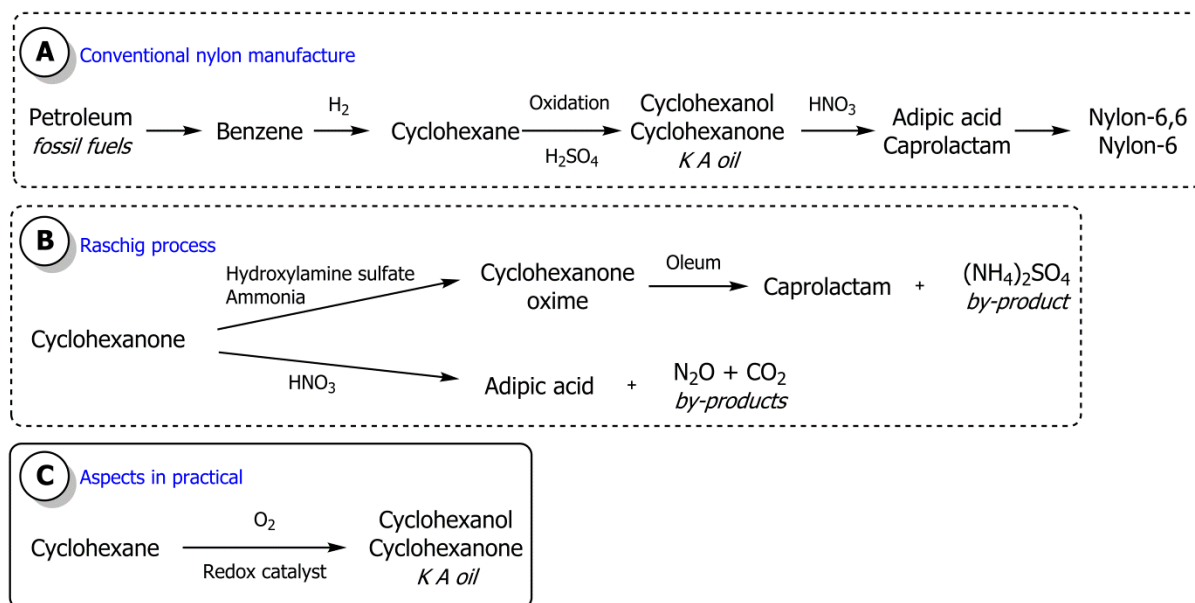 A Conventional nylon manufacture
Petroleum
fossil fuels
Benzene
H2
Cyclohexane
Oxidation
H2SO4
Cyclohexanol
Cyclohexanone
K A oil
HNO3
Adipic acid
Caprolactam
Nylon-6,6
Nylon-6
B Raschig process
Cyclohexanone
Hydroxylamine sulfate
Ammonia
Cyclohexanone
oxime
Oleum
Caprolactam + (NH4)2SO4
by-product
HNO3
Adipic acid + N2O + CO2
by-products
C Aspects in practical
Cyclohexane
O2
Redox catalyst
Cyclohexanol
Cyclohexanone
K A oil